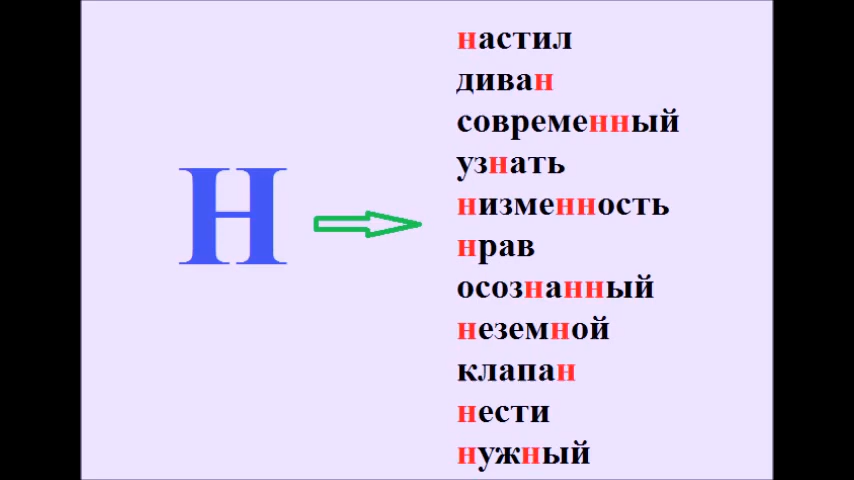 Н
настил
диван
современный
узнать
низменность
нрав
осознанный
неземной
клапан
нести
нужный